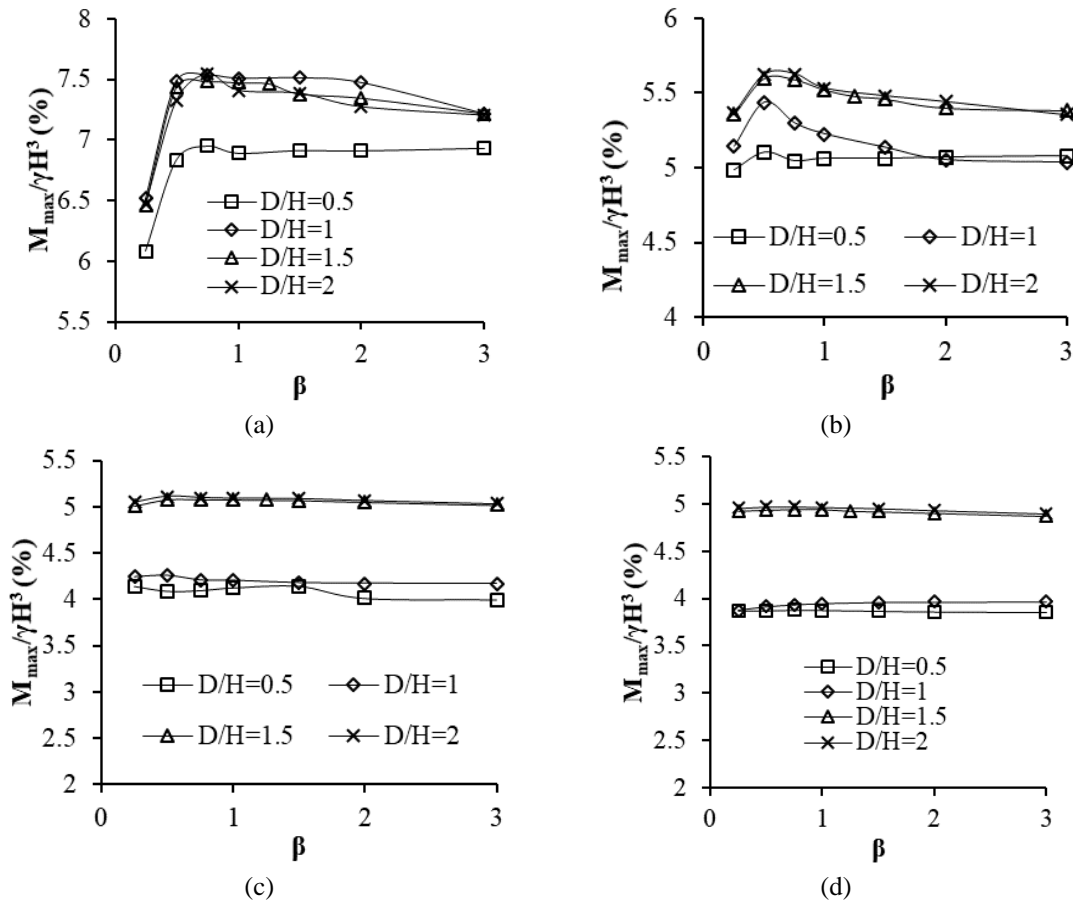 8
7.5
7
6.5
6
5.5
0 1 2 3
M_max/γH³ (%)
β
D/H=0.5
D/H=1
D/H=1.5
D/H=2
(a)
6
5.5
5
4.5
4
0 1 2 3
M_max/γH³ (%)
β
D/H=0.5 D/H=1
D/H=1.5 D/H=2
(b)
5.5
5
4.5
4
3.5
3
2.5
2
0 1 2 3
M_max/γH³ (%)
β
D/H=0.5 D/H=1
D/H=1.5 D/H=2
(c)
5.5
5
4.5
4
3.5
3
2.5
2
0 1 2 3
M_max/γH³ (%)
β
D/H=0.5
D/H=1
D/H=1.5
D/H=2
(d)